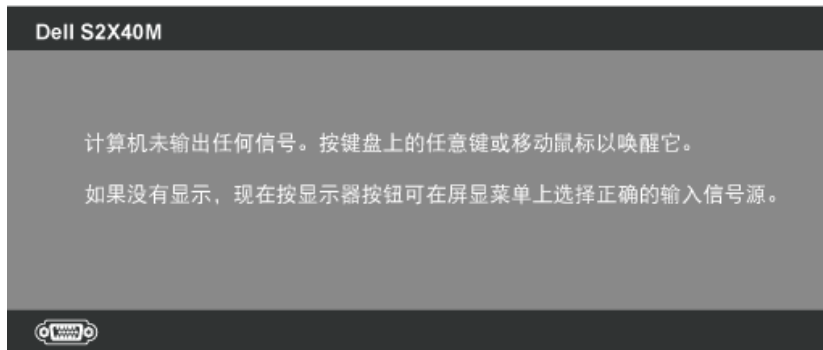 Dell S2X40M
计算机未输出任何信号。按键盘上的任意键或移动鼠标以唤醒它。
如果没有显示，现在按显示器按钮可在屏显菜单上选择正确的输入信号源。